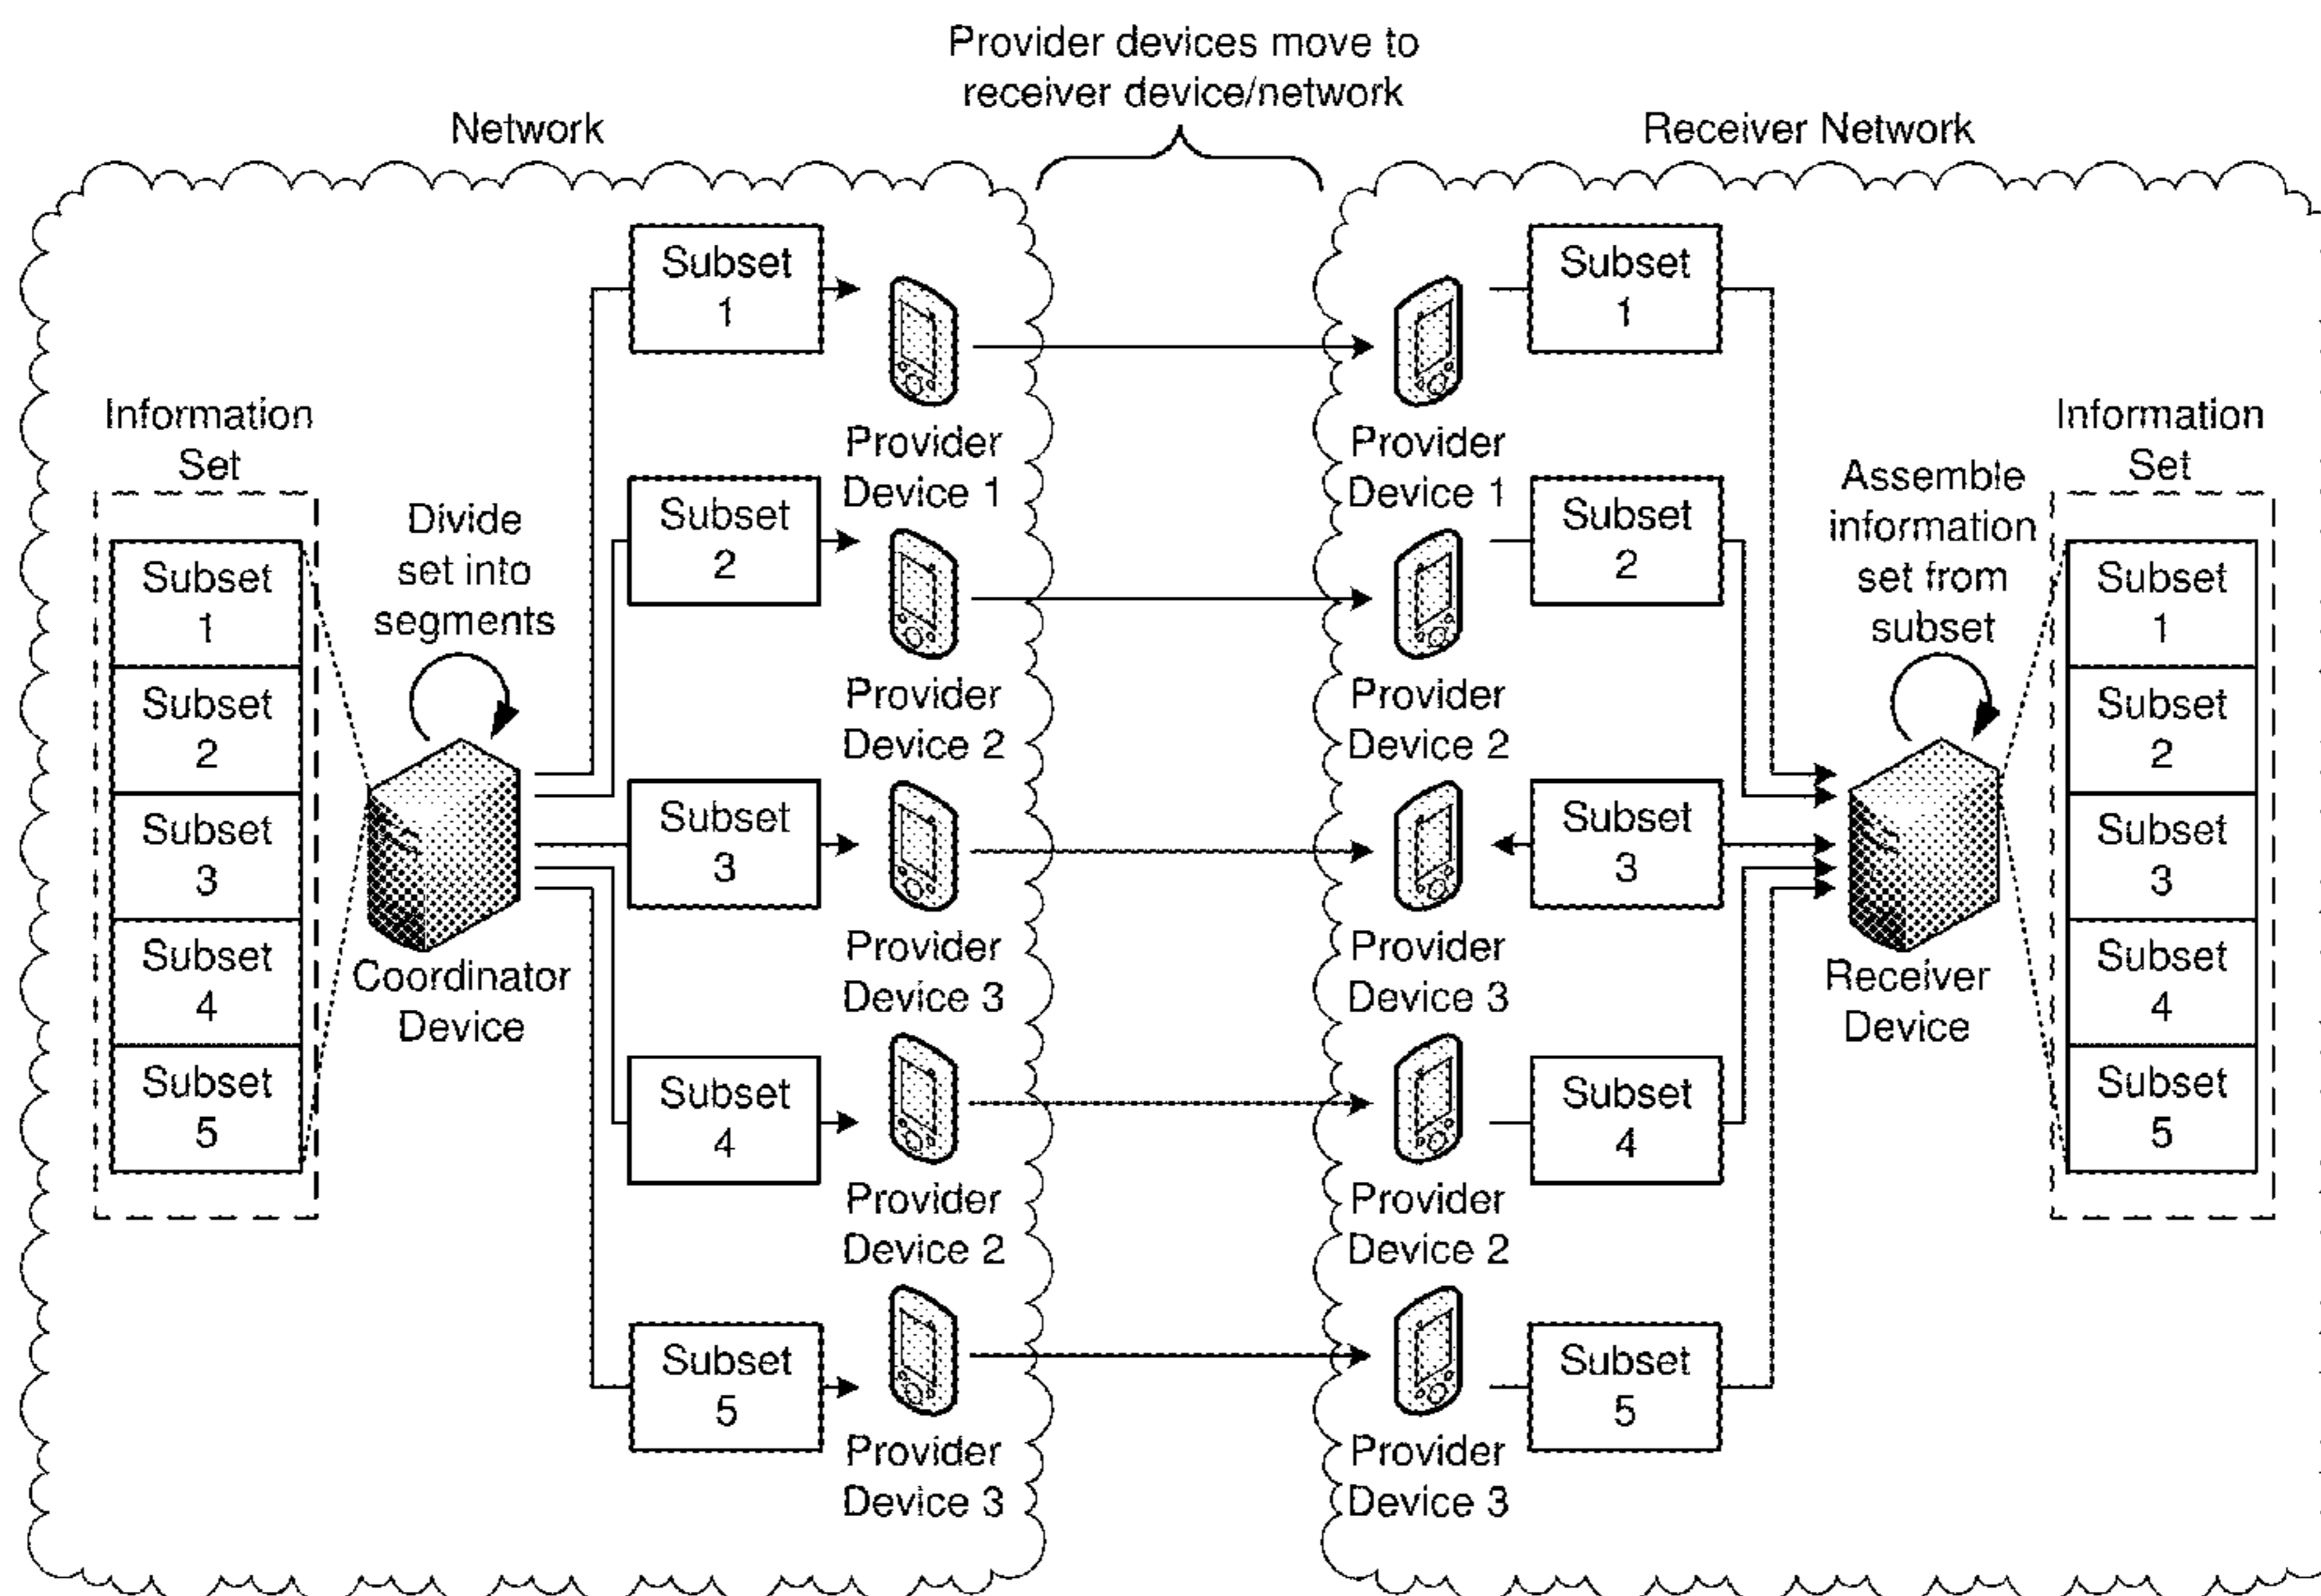 Provider devices move to
receiver device/network
Network
Receiver Network
Information
Set
Subset
1
Subset
2
Subset
3
Subset
4
Subset
5
Divide
set into
segments
Coordinator
Device
Subset
1
Subset
2
Subset
3
Subset
4
Subset
5
Provider
Device 1
Provider
Device 2
Provider
Device 3
Provider
Device 2
Provider
Device 3
Provider
Device 1
Provider
Device 2
Provider
Device 3
Provider
Device 2
Provider
Device 3
Subset
1
Subset
2
Subset
3
Subset
4
Subset
5
Assemble
information
set from
subset
Receiver
Device
Information
Set
Subset
1
Subset
2
Subset
3
Subset
4
Subset
5